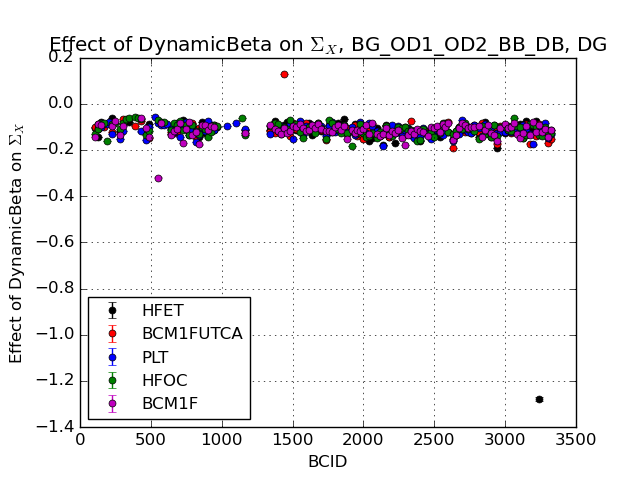 Effect of DynamicBeta on Σ_X, BG_OD1_OD2_BB_DB, DG
0.2
0.0
−0.2
−0.4
−0.6
−0.8
−1.0
−1.2
−1.4
Effect of DynamicBeta on Σ_X
HFET
BCM1FUTCA
PLT
HFOC
BCM1F
0 500 1000 1500 2000 2500 3000 3500
BCID